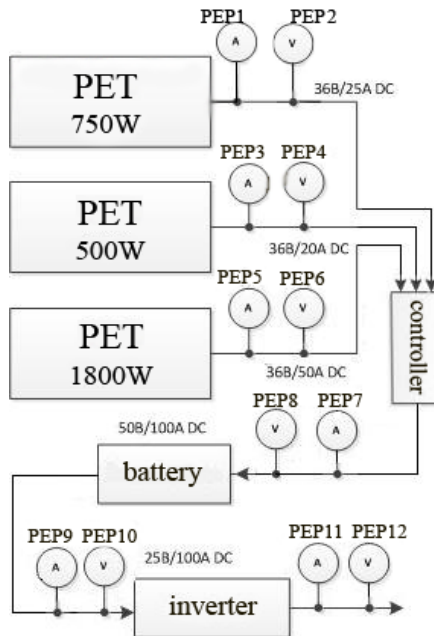 PEP1 PEP2
A V
PET
750W
36B/25A DC
PEP3 PEP4
A V
PET
500W
36B/20A DC
PEP5 PEP6
A V
PET
1800W
36B/50A DC
controller
PEP8 PEP7
V A
50B/100A DC
battery
PEP9 PEP10
A V
25B/100A DC
PEP11 PEP12
A V
inverter